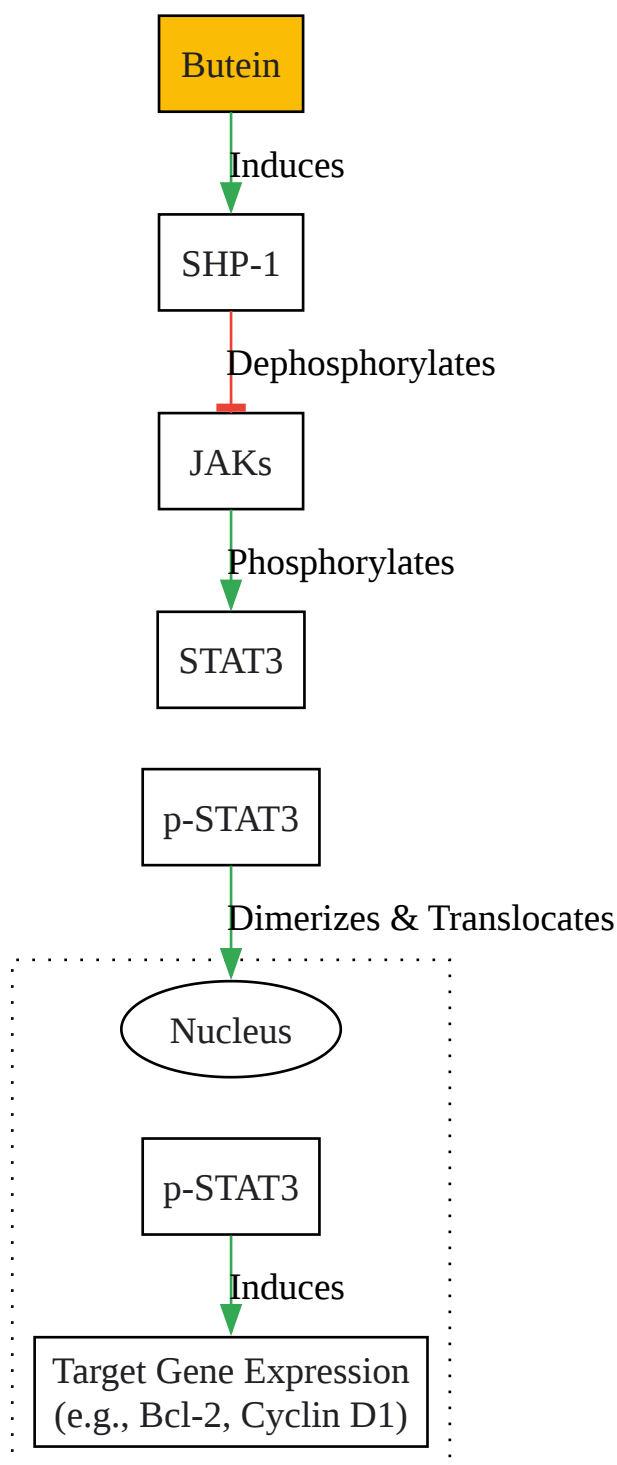 Butein
Induces
SHP-1
Dephosphorylates
JAKs
Phosphorylates
STAT3
p-STAT3
Dimerizes & Translocates
Nucleus
p-STAT3
Induces
Target Gene Expression
(e.g., Bcl-2, Cyclin D1)